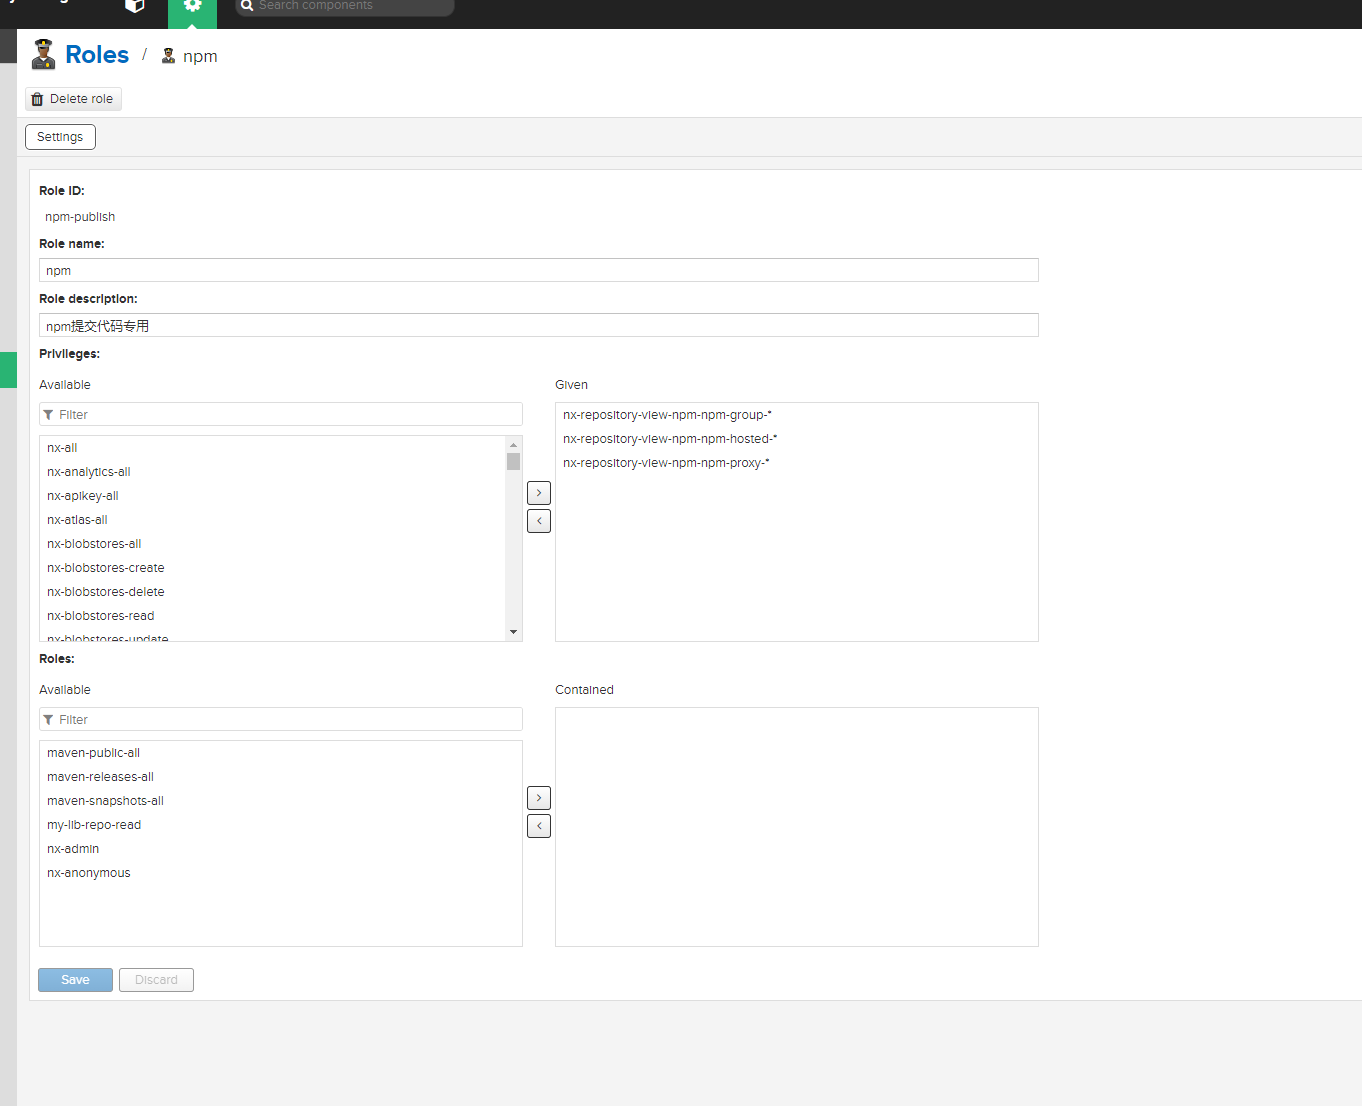 Search components
Roles / npm
Delete role
Settings
Role ID:
npm-publish
Role name:
npm
Role description:
npm提交代码专用
Privileges:
Available
Given
Filter
nx-all
nx-analytics-all
nx-apikey-all
nx-atlas-all
nx-blobstores-all
nx-blobstores-create
nx-blobstores-delete
nx-blobstores-read
nx-blobstores-update
nx-repository-view-npm-npm-group-*
nx-repository-view-npm-npm-hosted-*
nx-repository-view-npm-npm-proxy-*
Roles:
Available
Contained
Filter
maven-public-all
maven-releases-all
maven-snapshots-all
my-lib-repo-read
nx-admin
nx-anonymous
Save
Discard